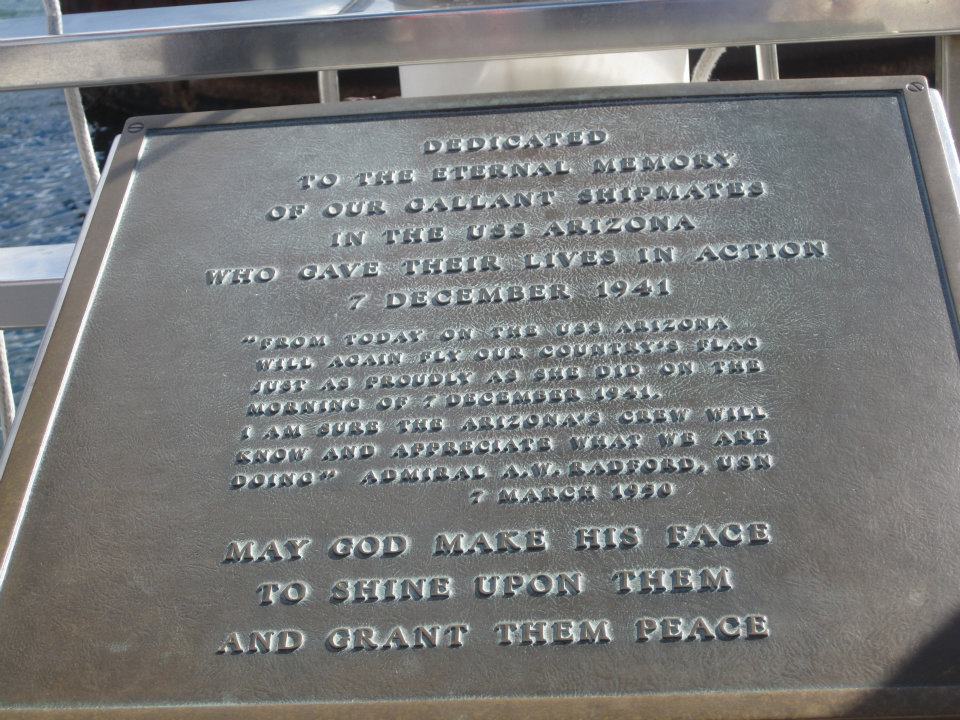 DEDICATED
TO THE ETERNAL MEMORY
OF OUR GALLANT SHIPMATES
IN THE USS ARIZONA
WHO GAVE THEIR LIVES IN ACTION
7 DECEMBER 1941
"FROM TODAY ON THE USS ARIZONA
WILL AGAIN FLY OUR COUNTRY'S FLAG
JUST AS PROUDLY AS SHE DID ON THE
MORNING OF 7 DECEMBER 1941.
I AM SURE THE ARIZONA'S CREW WILL
KNOW AND APPRECIATE WHAT WE ARE
DOING" ADMIRAL A.W. RADFORD, USN
7 MARCH 1950
MAY GOD MAKE HIS FACE
TO SHINE UPON THEM
AND GRANT THEM PEACE